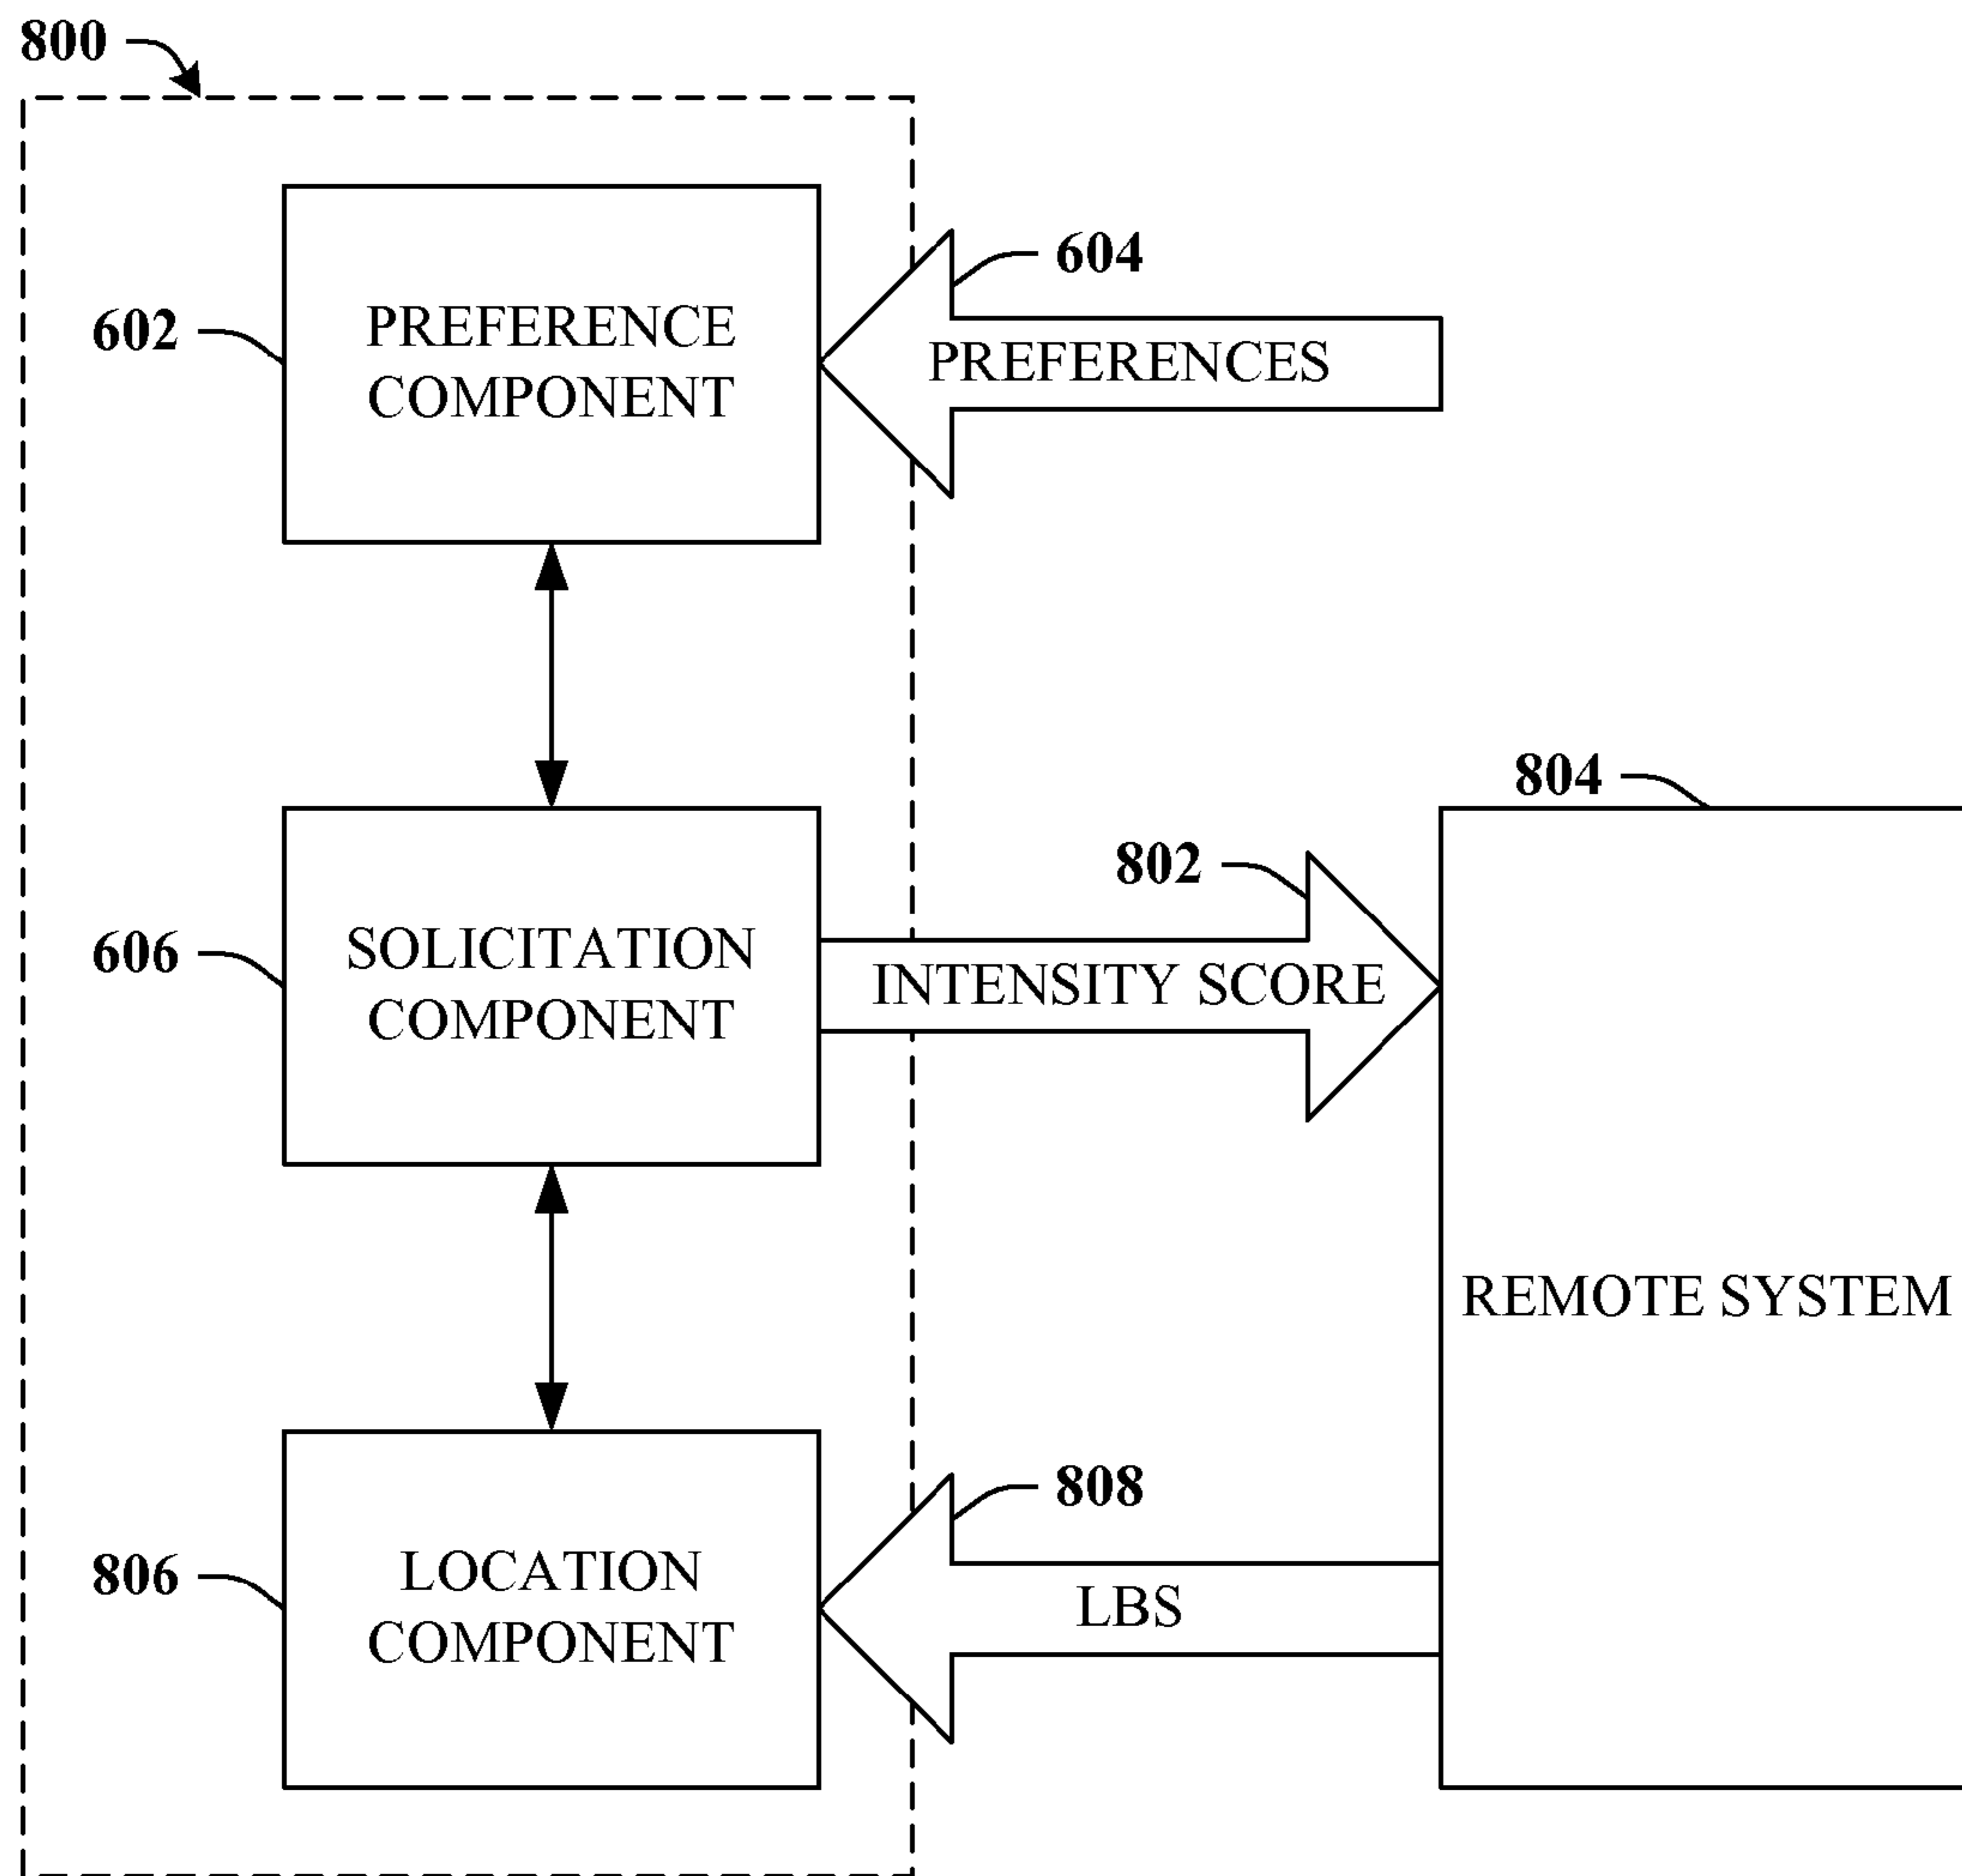 800
602
PREFERENCE
COMPONENT
604
PREFERENCES
606
SOLICITATION
COMPONENT
802
INTENSITY SCORE
804
REMOTE SYSTEM
806
LOCATION
COMPONENT
808
LBS